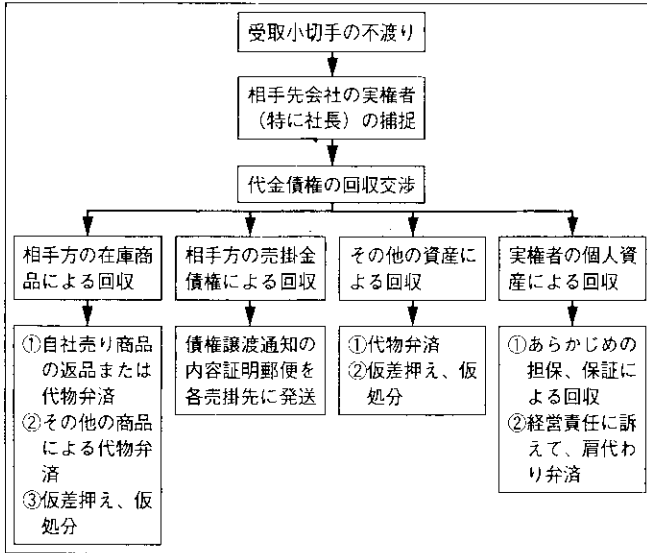 受取小切手の不渡り
相手先会社の実権者
（特に社長）の捕捉
代金債権の回収交渉
相手方の在庫商
品による回収
相手方の売掛金
債権による回収
その他の資産に
よる回収
実権者の個人資
産による回収
①自社売り商品
の返品または
代物弁済
②その他の商品
による代物弁
済
③仮差押え、仮
処分
債権譲渡通知の
内容証明郵便を
各売掛先に発送
①代物弁済
②仮差押え、仮
処分
①あらかじめの
担保、保証に
よる回収
②経営責任に訴
えて、肩代わ
り弁済